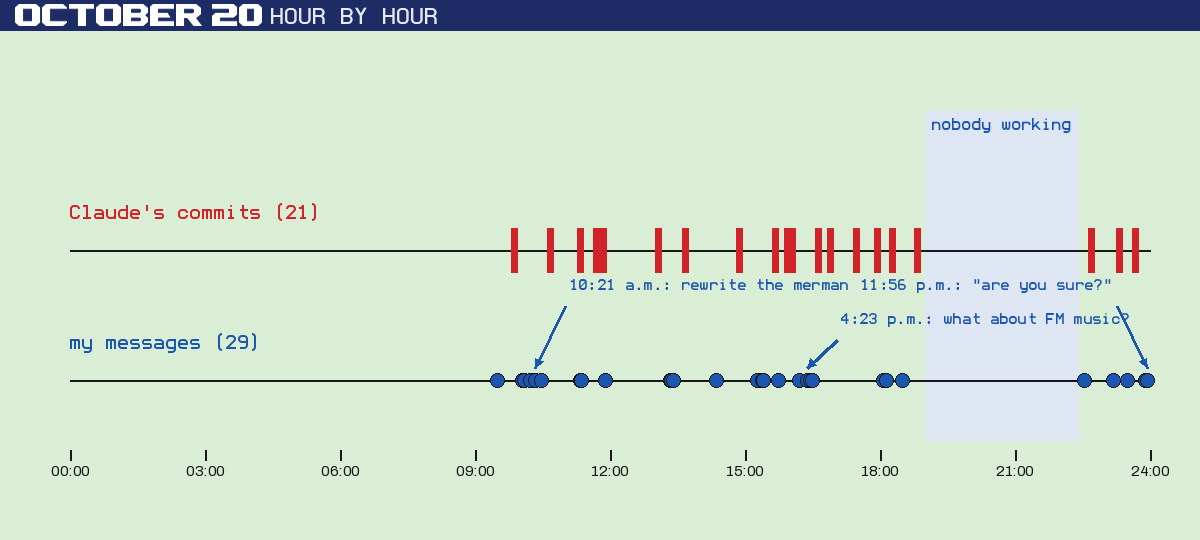 OCTOBER 20 HOUR BY HOUR
nobody working
Claude's commits (21)
10:21 a.m.: rewrite the merman 11:56 p.m.: "are you sure?"
4:23 p.m.: what about FM music?
my messages (29)
00:00 03:00 06:00 09:00 12:00 15:00 18:00 21:00 24:00